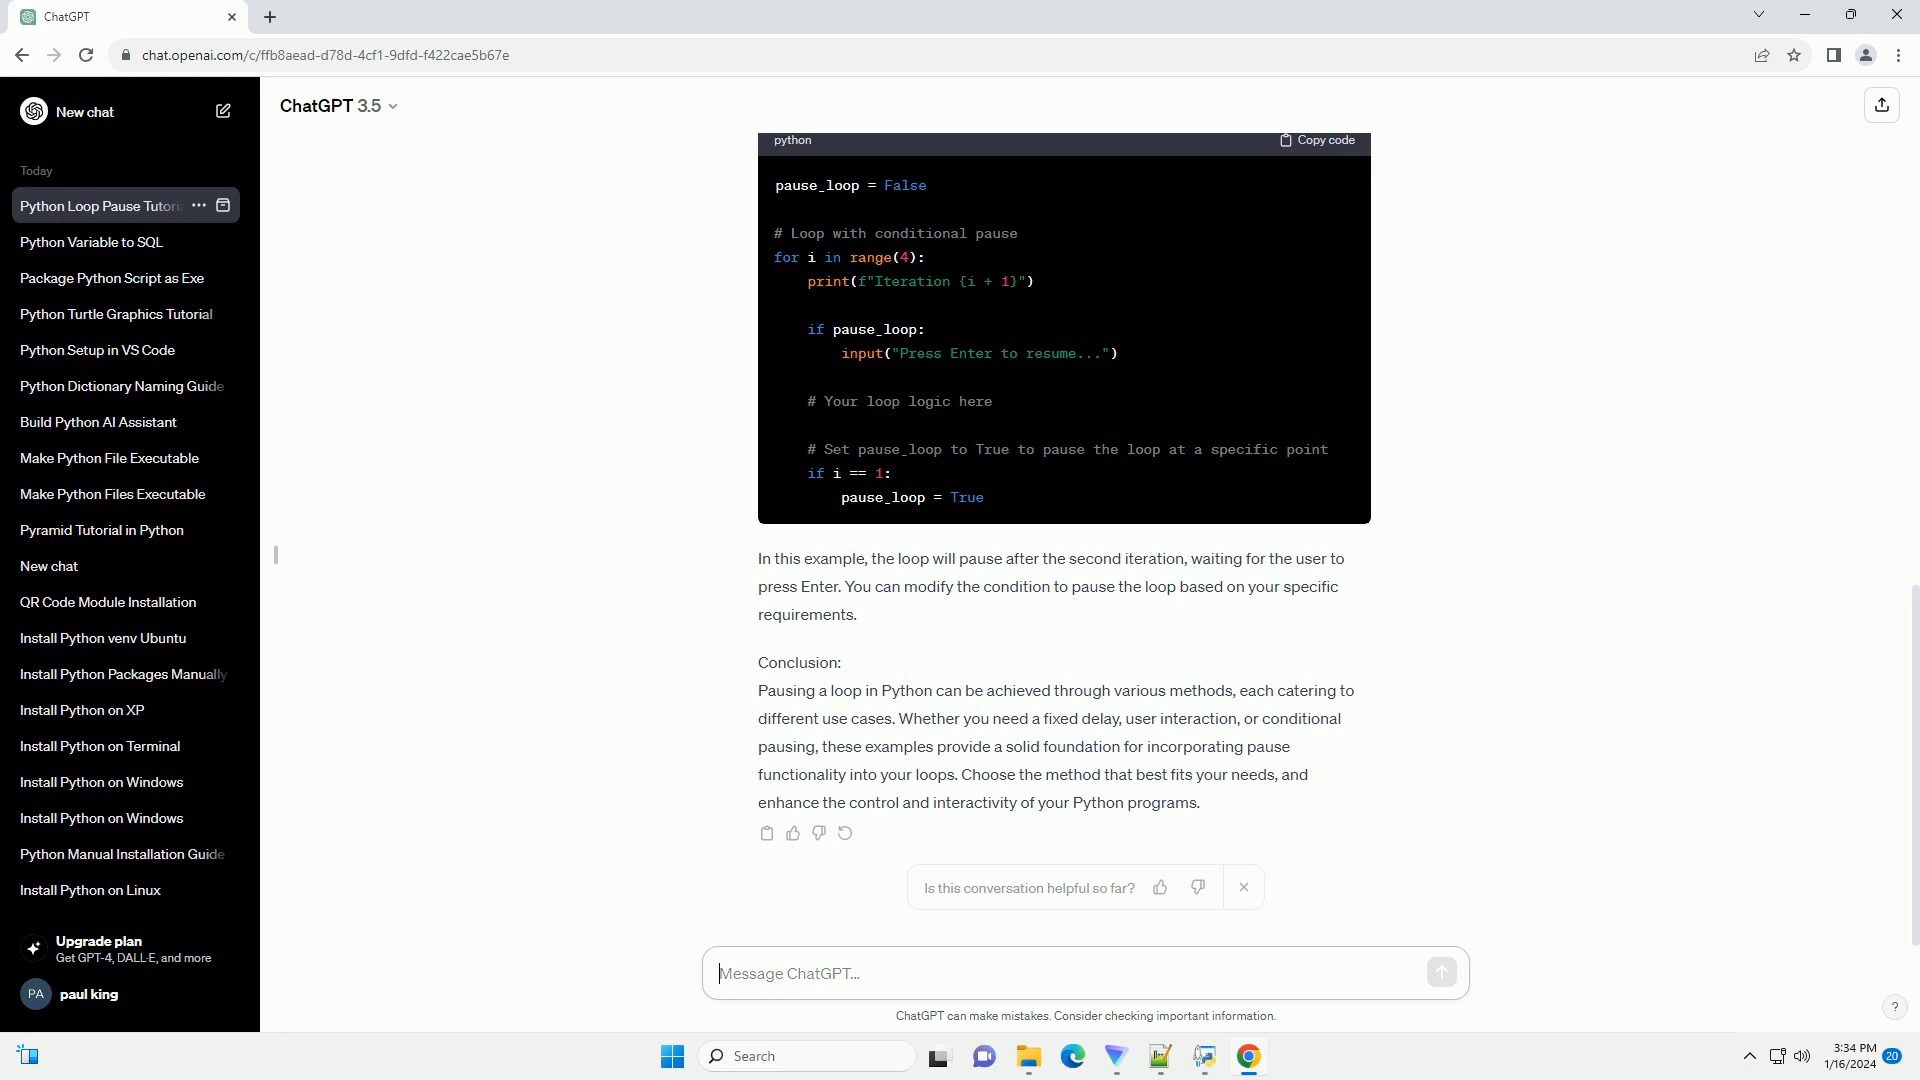 ChatGPT
chat.openai.com/c/ffb8aead-d78d-4cf1-9dfd-f422cae5b67e
New chat
Today
Python Loop Pause Tutori
Python Variable to SQL
Package Python Script as Exe
Python Turtle Graphics Tutorial
Python Setup in VS Code
Python Dictionary Naming Guide
Build Python AI Assistant
Make Python File Executable
Make Python Files Executable
Pyramid Tutorial in Python
New chat
QR Code Module Installation
Install Python venv Ubuntu
Install Python Packages Manually
Install Python on XP
Install Python on Terminal
Install Python on Windows
Install Python on Windows
Python Manual Installation Guide
Install Python on Linux
Upgrade plan
Get GPT-4, DALL·E, and more
PA paul king
ChatGPT 3.5
python Copy code
pause_loop = False
# Loop with conditional pause
for i in range(4):
    print(f"Iteration {i + 1}")
    if pause_loop:
        input("Press Enter to resume...")
    # Your loop logic here
    # Set pause_loop to True to pause the loop at a specific point
    if i == 1:
        pause_loop = True
In this example, the loop will pause after the second iteration, waiting for the user to
press Enter. You can modify the condition to pause the loop based on your specific
requirements.
Conclusion:
Pausing a loop in Python can be achieved through various methods, each catering to
different use cases. Whether you need a fixed delay, user interaction, or conditional
pausing, these examples provide a solid foundation for incorporating pause
functionality into your loops. Choose the method that best fits your needs, and
enhance the control and interactivity of your Python programs.
Is this conversation helpful so far?
Message ChatGPT...
ChatGPT can make mistakes. Consider checking important information.
?
Search
3:34 PM
1/16/2024
20